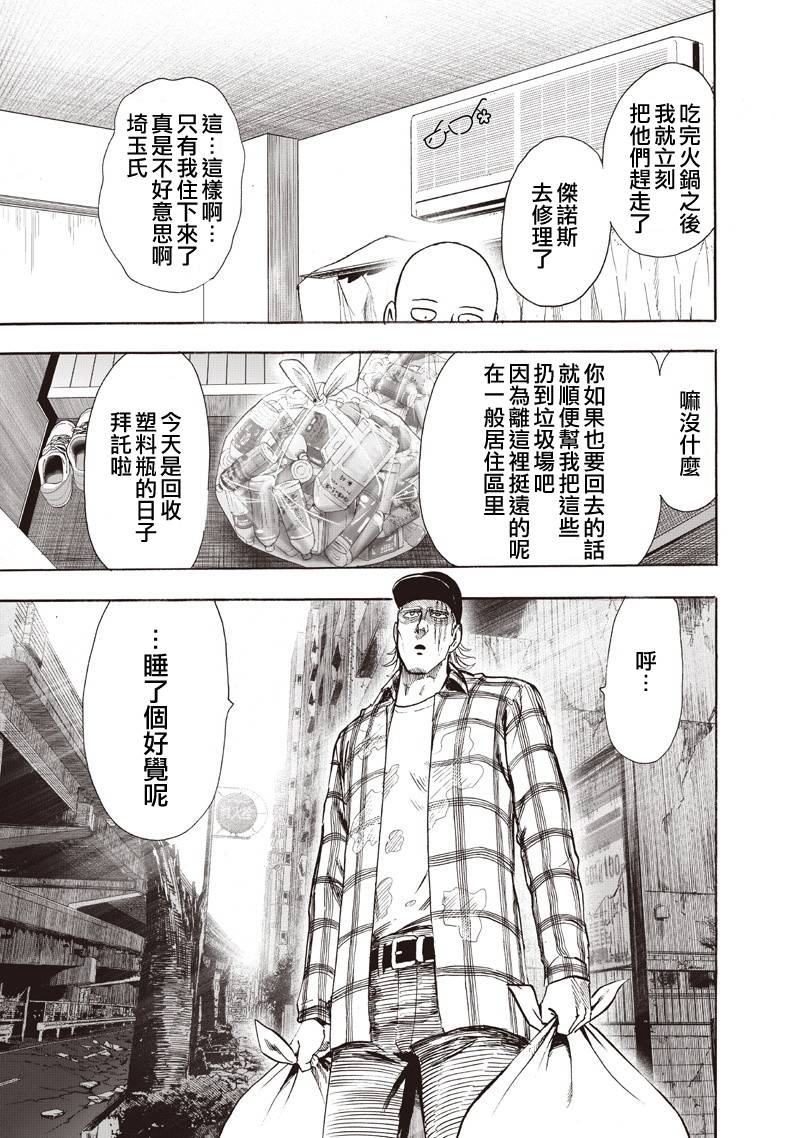 吃完火鍋之後
我就立刻
把他們趕走了
傑諾斯
去修理了
這…這樣啊…
只有我住下來了
真是不好意思啊
埼玉氏
嘛沒什麼
你如果也要回去的話
就順便幫我把這些
扔到垃圾場吧
因為離這裡挺遠的呢
在一般居住區里
今天是回收
塑料瓶的日子
拜託啦
呼…
…睡了個好覺呢